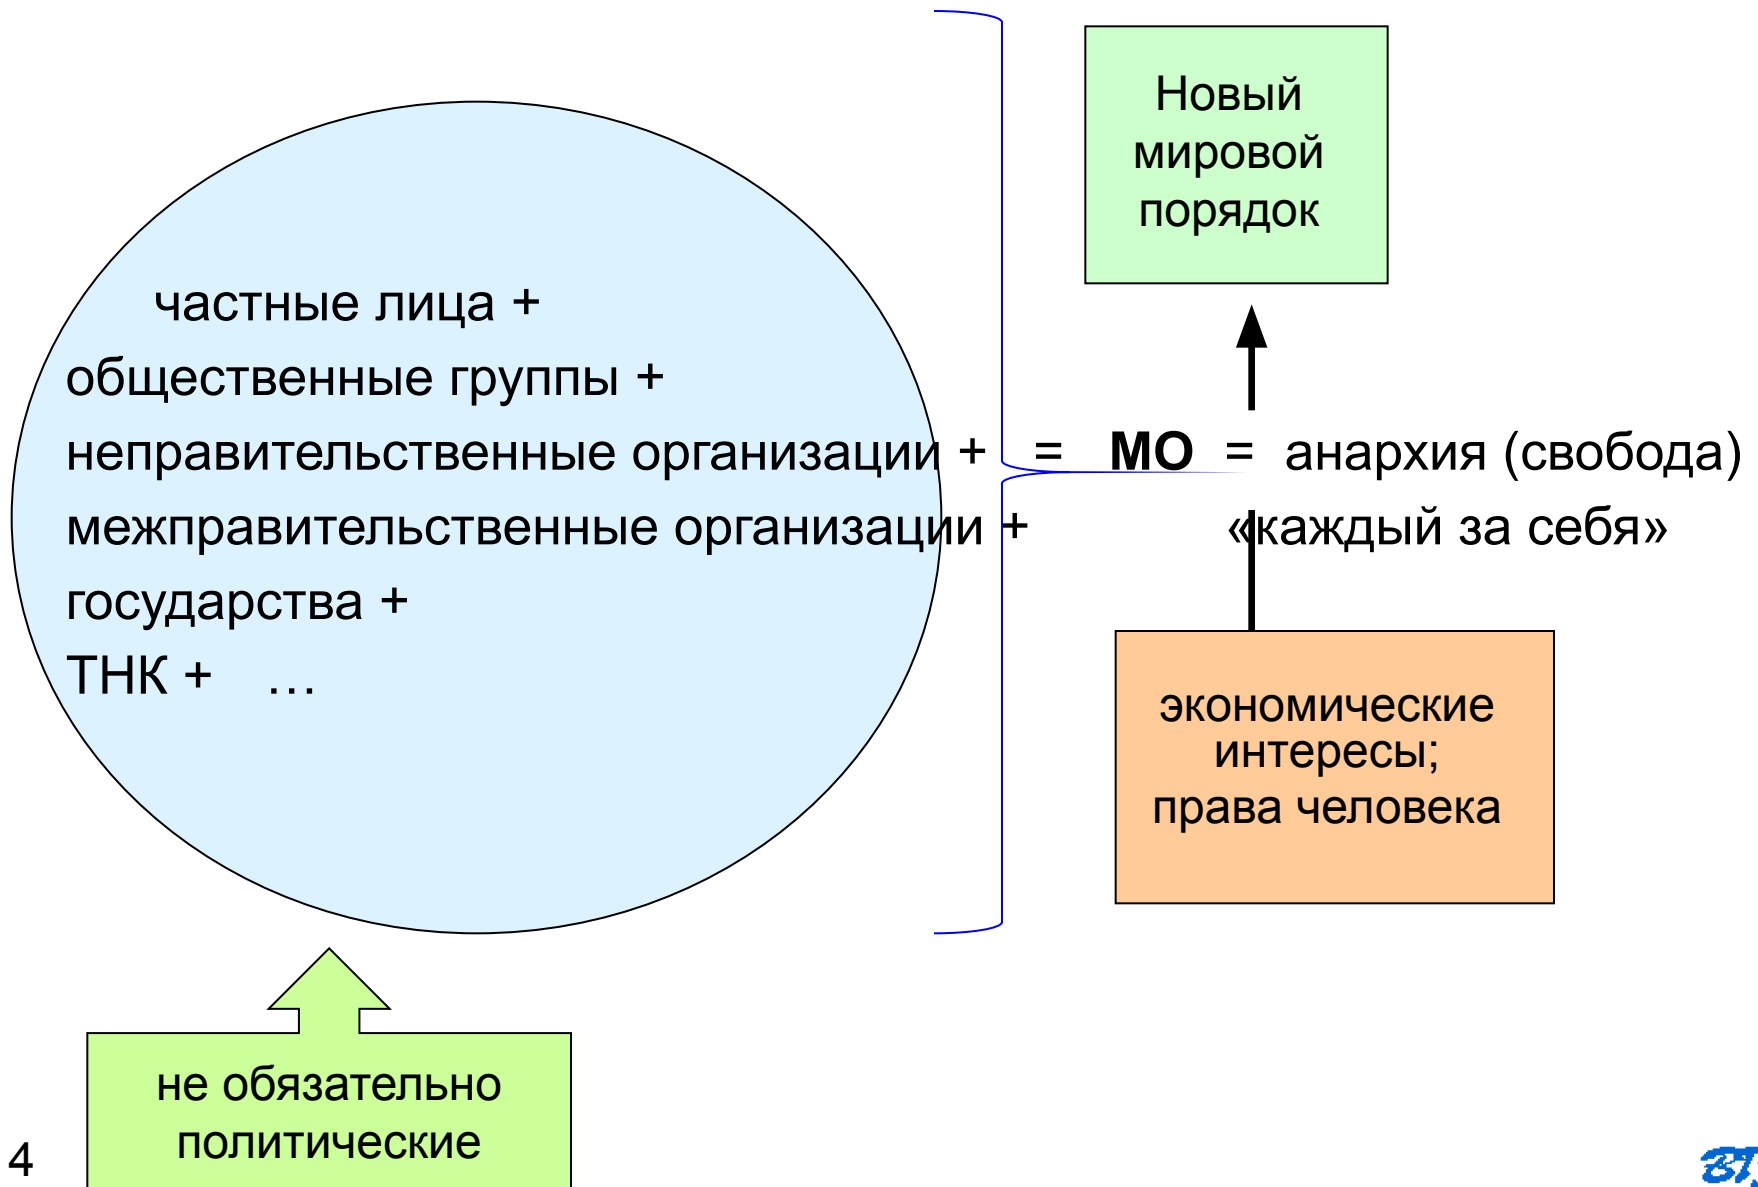 Новый
мировой
порядок
частные лица +
общественные группы +
неправительственные организации + = МО = анархия (свобода)
межправительственные организации + «каждый за себя»
государства +
ТНК + …
экономические
интересы;
права человека
не обязательно
политические
4